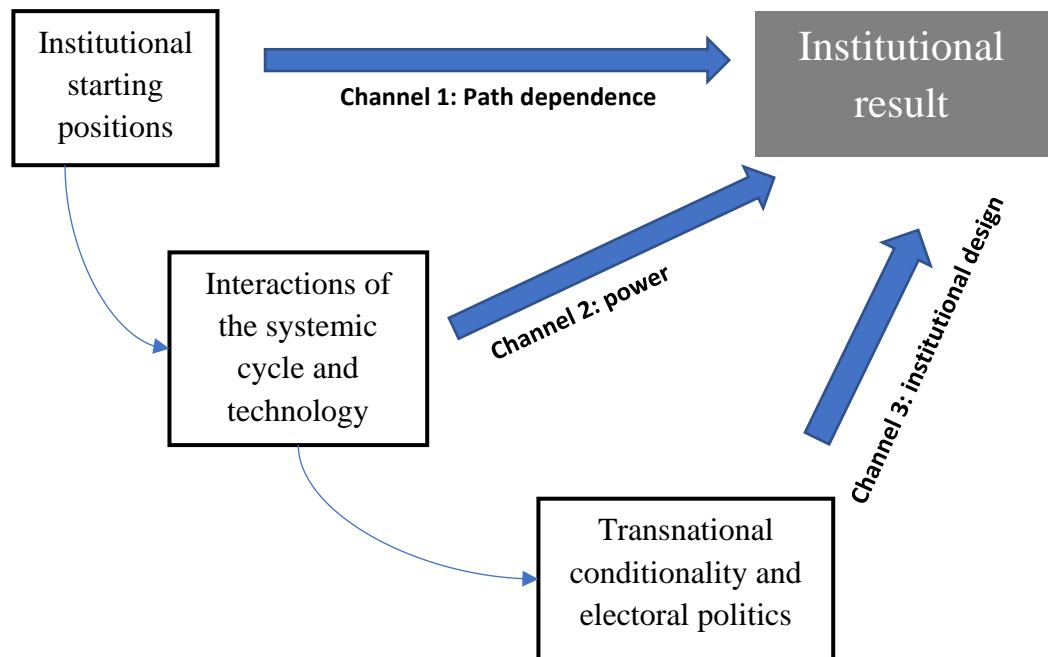 Institutional
starting
positions
Channel 1: Path dependence
Institutional
result
Interactions of
the systemic
cycle and
technology
Channel 2: power
Channel 3: institutional design
Transnational
conditionality and
electoral politics